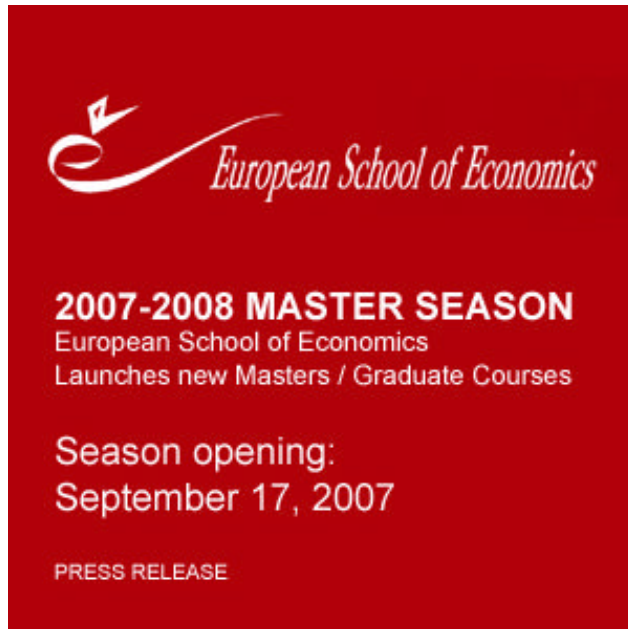 European School of Economics
2007-2008 MASTER SEASON
European School of Economics
Launches new Masters / Graduate Courses
Season opening:
September 17, 2007
PRESS RELEASE